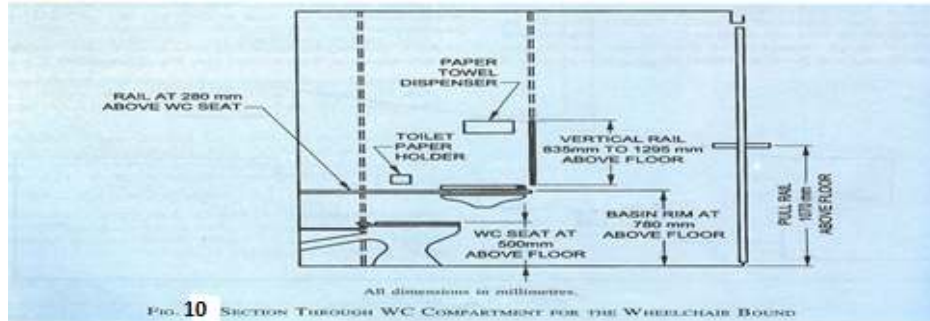 PAPER
TOWEL
DISPENSER
RAIL AT 280 mm
ABOVE WC SEAT
TOILET
PAPER
HOLDER
VERTICAL RAIL
835mm TO 1295 mm
ABOVE FLOOR
PULL RAIL
1070 mm
ABOVE FLOOR
BASIN RIM AT
780 mm
ABOVE FLOOR
WC SEAT AT
500mm
ABOVE FLOOR
All dimensions in millimetres.
FIG. 10 SECTION THROUGH WC COMPARTMENT FOR THE WHEELCHAIR BOUND